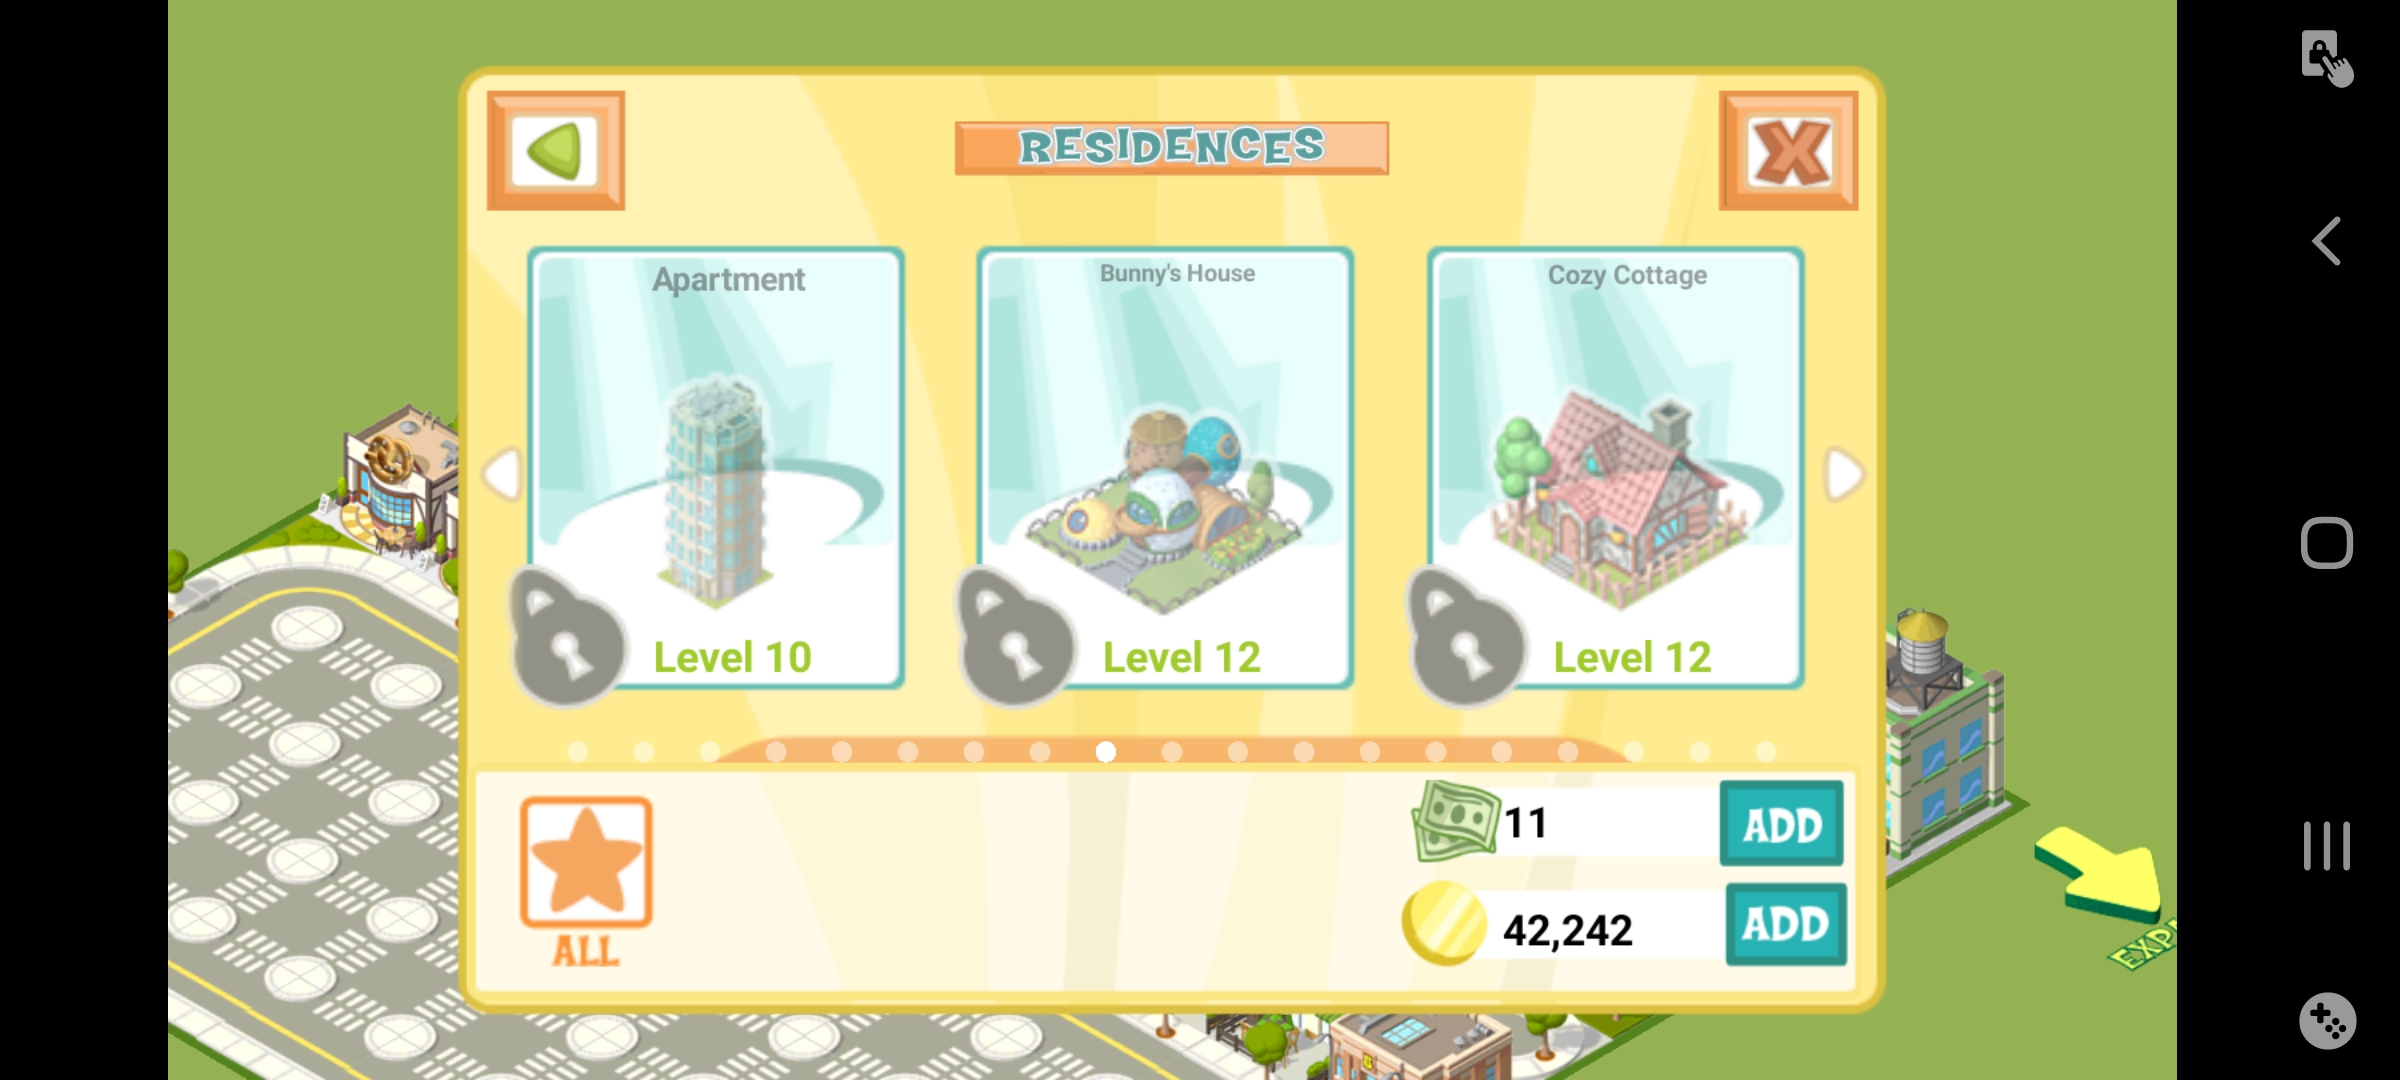 RESIDENCES
Apartment
Bunny's House
Cozy Cottage
Level 10
Level 12
Level 12
11
ADD
42,242
ADD
ALL